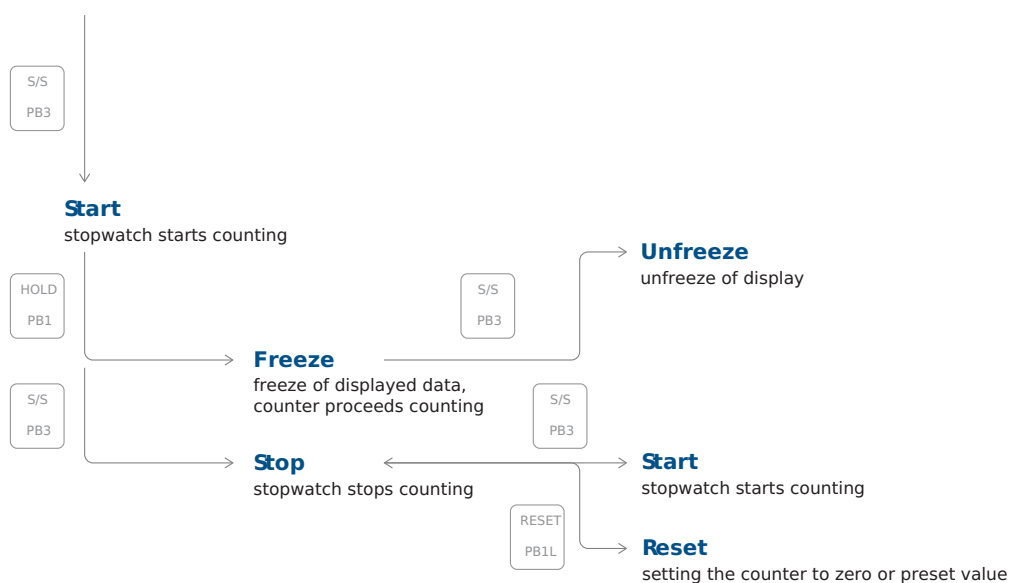 S/S
PB3
Start
stopwatch starts counting
HOLD
PB1
S/S
PB3
Unfreeze
unfreeze of display
Freeze
freeze of displayed data,
counter proceeds counting
S/S
PB3
S/S
PB3
Stop
stopwatch stops counting
Start
stopwatch starts counting
RESET
PB1L
Reset
setting the counter to zero or preset value